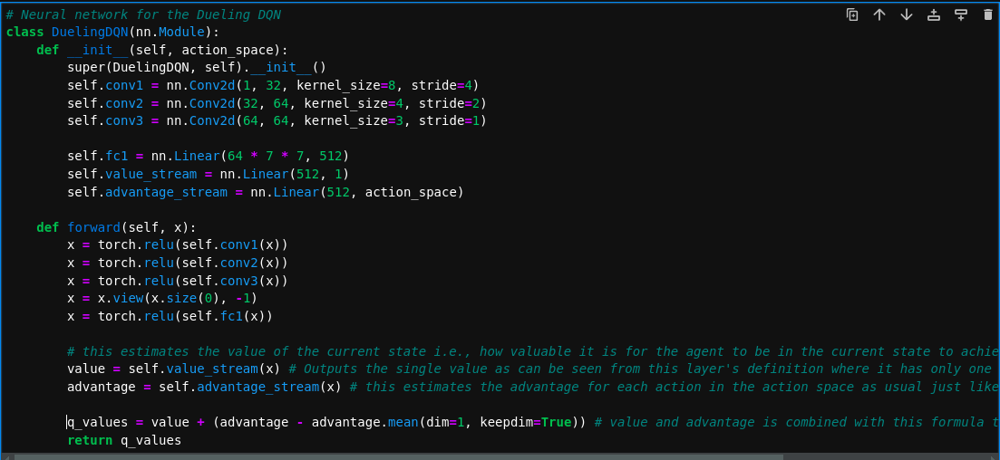 # Neural network for the Dueling DQN
class DuelingDQN(nn.Module):
    def __init__(self, action_space):
        super(DuelingDQN, self).__init__()
        self.conv1 = nn.Conv2d(1, 32, kernel_size=8, stride=4)
        self.conv2 = nn.Conv2d(32, 64, kernel_size=4, stride=2)
        self.conv3 = nn.Conv2d(64, 64, kernel_size=3, stride=1)

        self.fc1 = nn.Linear(64 * 7 * 7, 512)
        self.value_stream = nn.Linear(512, 1)
        self.advantage_stream = nn.Linear(512, action_space)

    def forward(self, x):
        x = torch.relu(self.conv1(x))
        x = torch.relu(self.conv2(x))
        x = torch.relu(self.conv3(x))
        x = x.view(x.size(0), -1)
        x = torch.relu(self.fc1(x))

        # this estimates the value of the current state i.e., how valuable it is for the agent to be in the current state to achie
        value = self.value_stream(x) # Outputs the single value as can be seen from this layer's definition where it has only one
        advantage = self.advantage_stream(x) # this estimates the advantage for each action in the action space as usual just like

        q_values = value + (advantage - advantage.mean(dim=1, keepdim=True)) # value and advantage is combined with this formula t
        return q_values